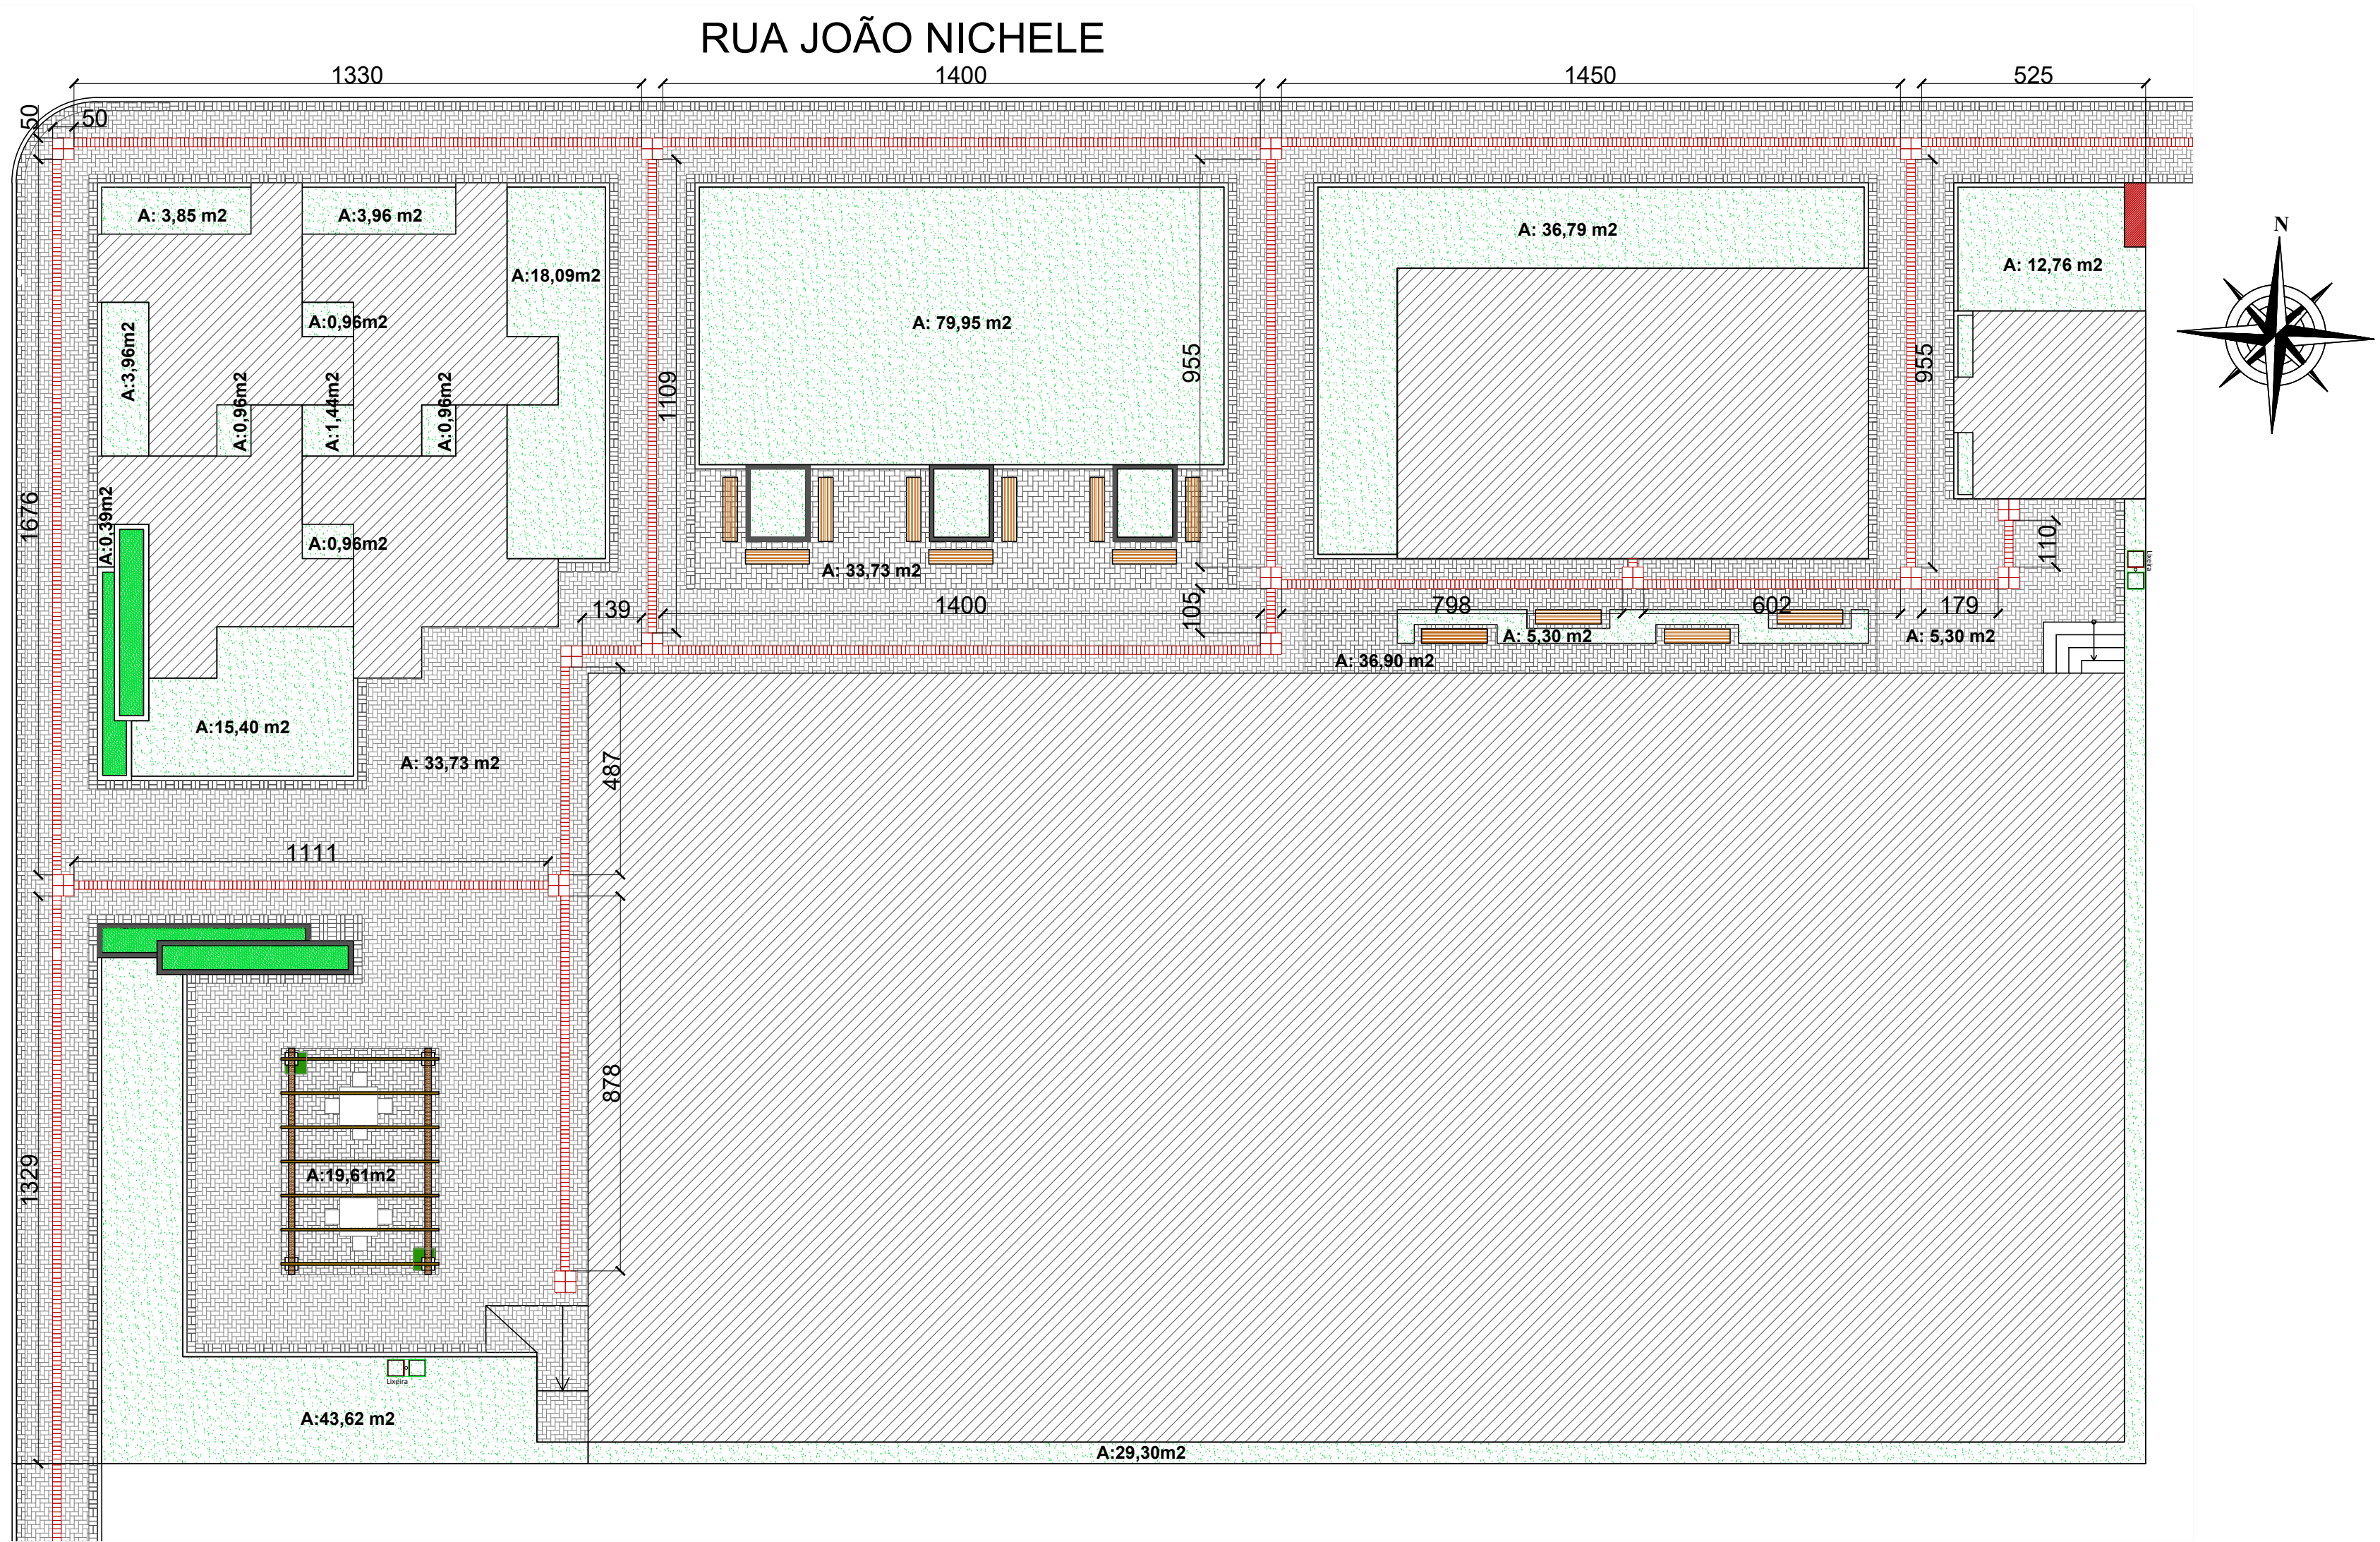 RUA JOÃO NICHELE
1330
1400
1450
525
50
50
N
A: 3,85 m2
A:3,96 m2
A:18,09m2
A: 36,79 m2
A: 12,76 m2
A:0,96m2
A: 79,95 m2
A:3,96m2
955
955
1109
A:0,96m2
A:1,44m2
A:0,96m2
1676
A:0,39m2
A:0,96m2
A: 33,73 m2
110
Lixeira
139
1400
105
798
602
179
A: 5,30 m2
A: 5,30 m2
A: 36,90 m2
A:15,40 m2
A: 33,73 m2
487
1111
878
1329
A:19,61m2
Lixeira
A:43,62 m2
A:29,30m2